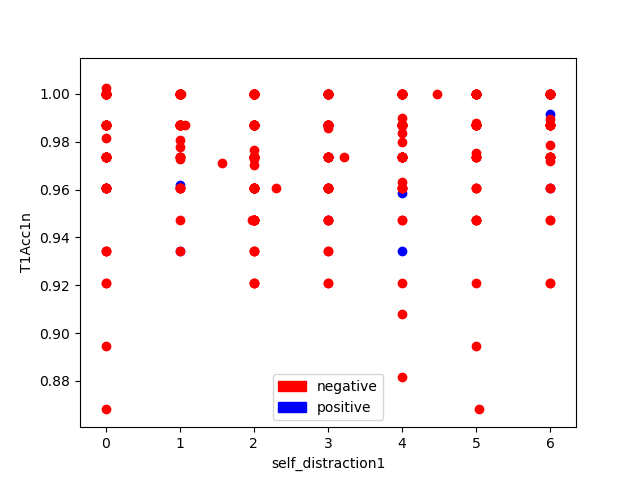 1.00
0.98
0.96
0.94
0.92
0.90
0.88
T1Acc1n
negative
positive
0 1 2 3 4 5 6
self_distraction1